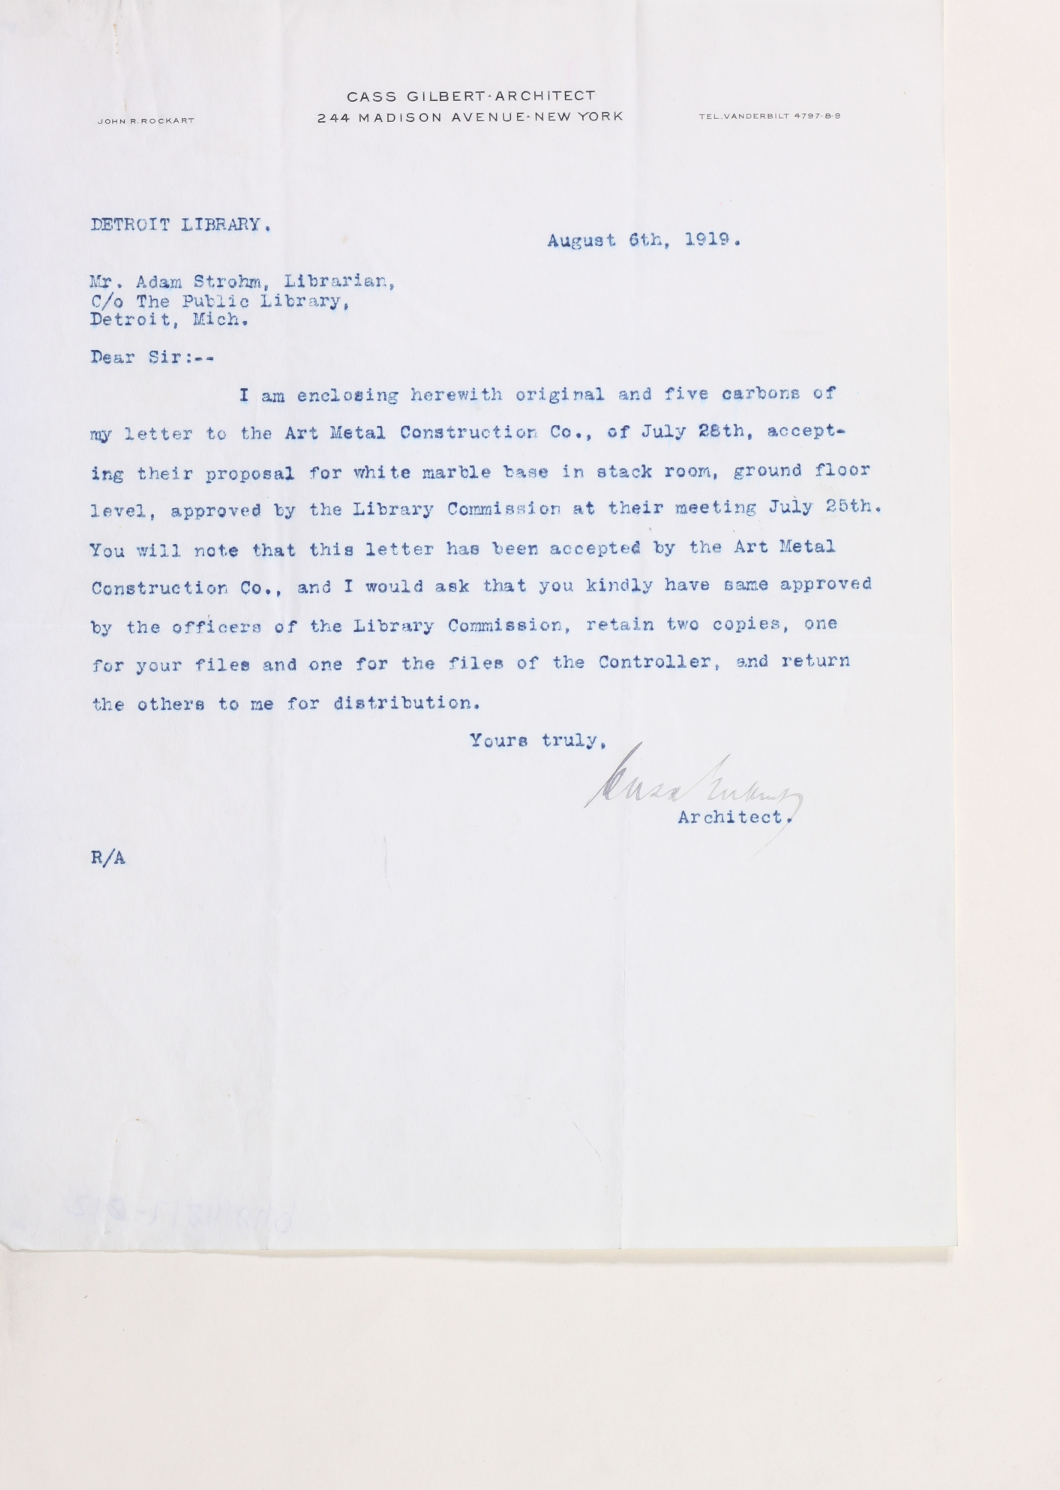 CASS GILBERT·ARCHITECT
JOHN R. ROCKART
244 MADISON AVENUE·NEW YORK
TEL. VANDERBILT 4797-8-9
DETROIT LIBRARY.
August 6th, 1919.
Mr. Adam Strohm, Librarian,
C/o The Public Library,
Detroit, Mich.
Dear Sir:--
I am enclosing herewith original and five carbons of
my letter to the Art Metal Construction Co., of July 28th, accept-
ing their proposal for white marble base in stack room, ground floor
level, approved by the Library Commission at their meeting July 25th.
You will note that this letter has been accepted by the Art Metal
Construction Co., and I would ask that you kindly have same approved
by the officers of the Library Commission, retain two copies, one
for your files and one for the files of the Controller, and return
the others to me for distribution.
Yours truly,
Cass Gilbert
Architect.
R/A